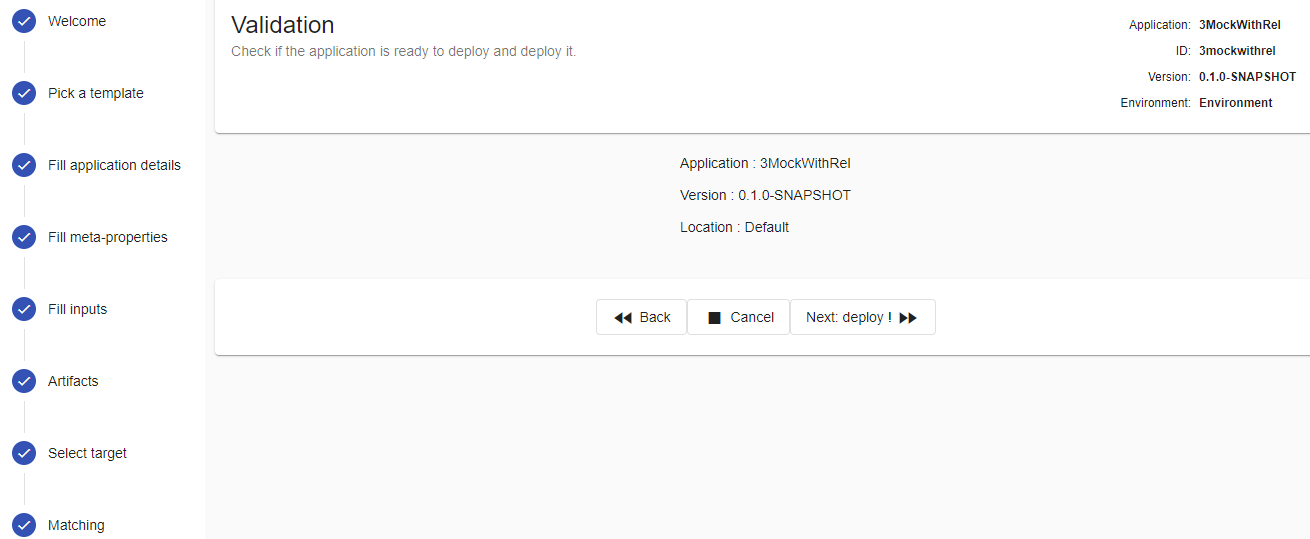 Welcome
Pick a template
Fill application details
Fill meta-properties
Fill inputs
Artifacts
Select target
Matching
Validation
Check if the application is ready to deploy and deploy it.
Application: 3MockWithRel
ID: 3mockwithrel
Version: 0.1.0-SNAPSHOT
Environment: Environment
Application : 3MockWithRel
Version : 0.1.0-SNAPSHOT
Location : Default
Back Cancel Next: deploy !